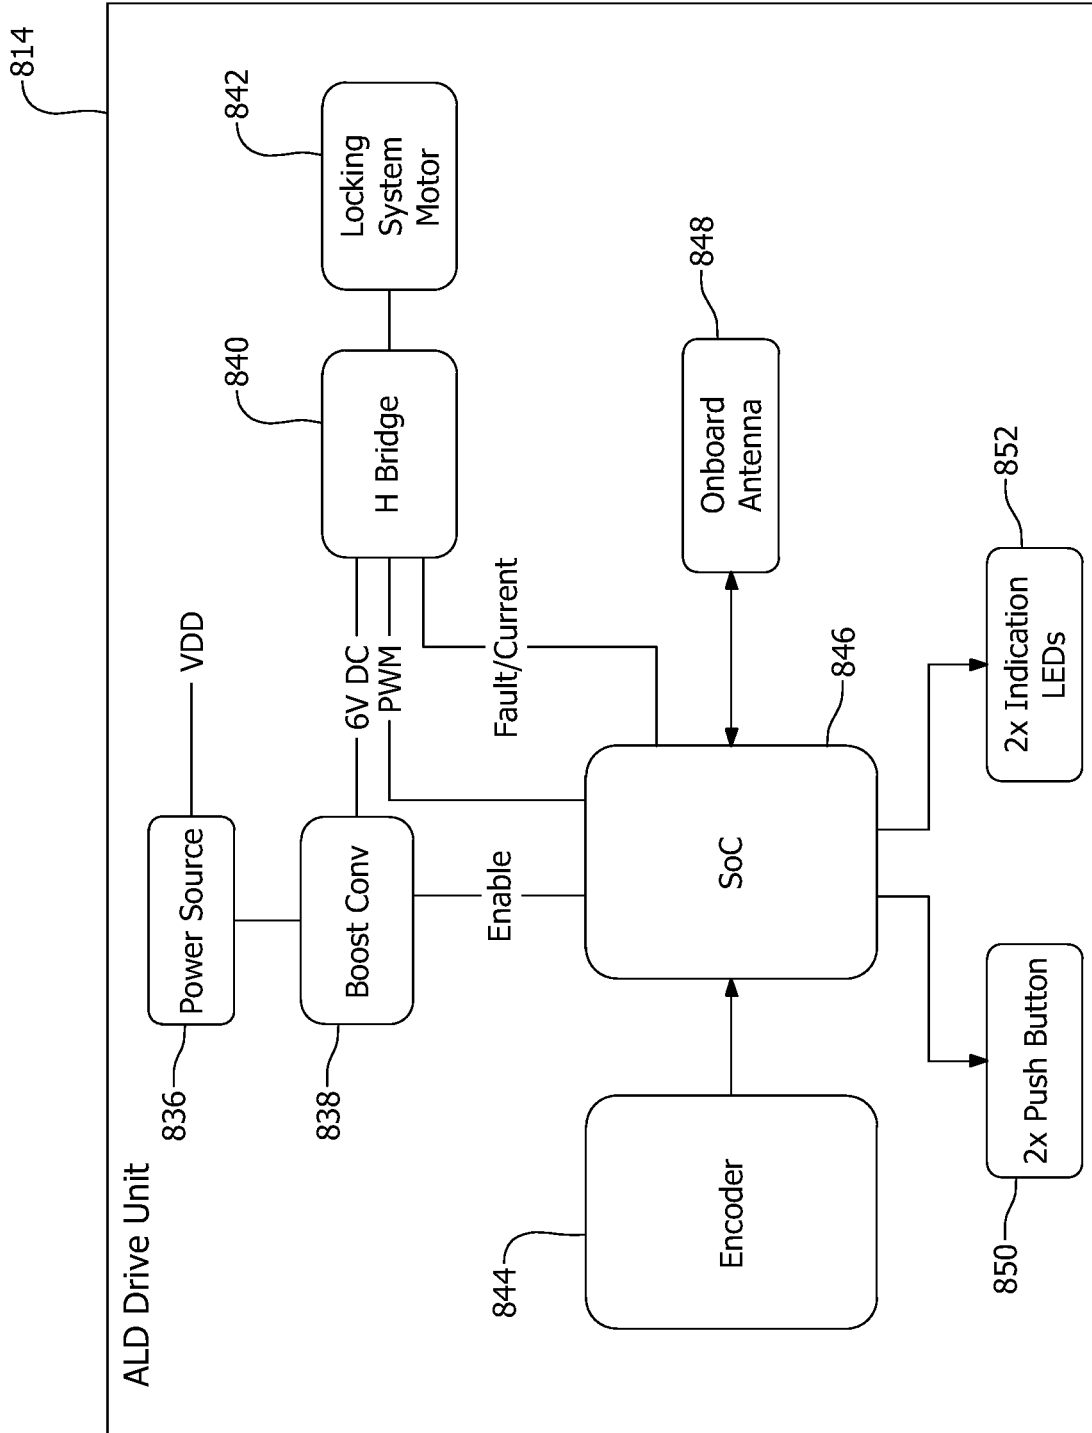 814
ALD Drive Unit
836
Power Source
VDD
838
Boost Conv
6V DC
PWM
840
H Bridge
842
Locking
System
Motor
Enable
Fault/Current
844
Encoder
SoC
846
848
Onboard
Antenna
850
2x Push Button
2x Indication
LEDs
852